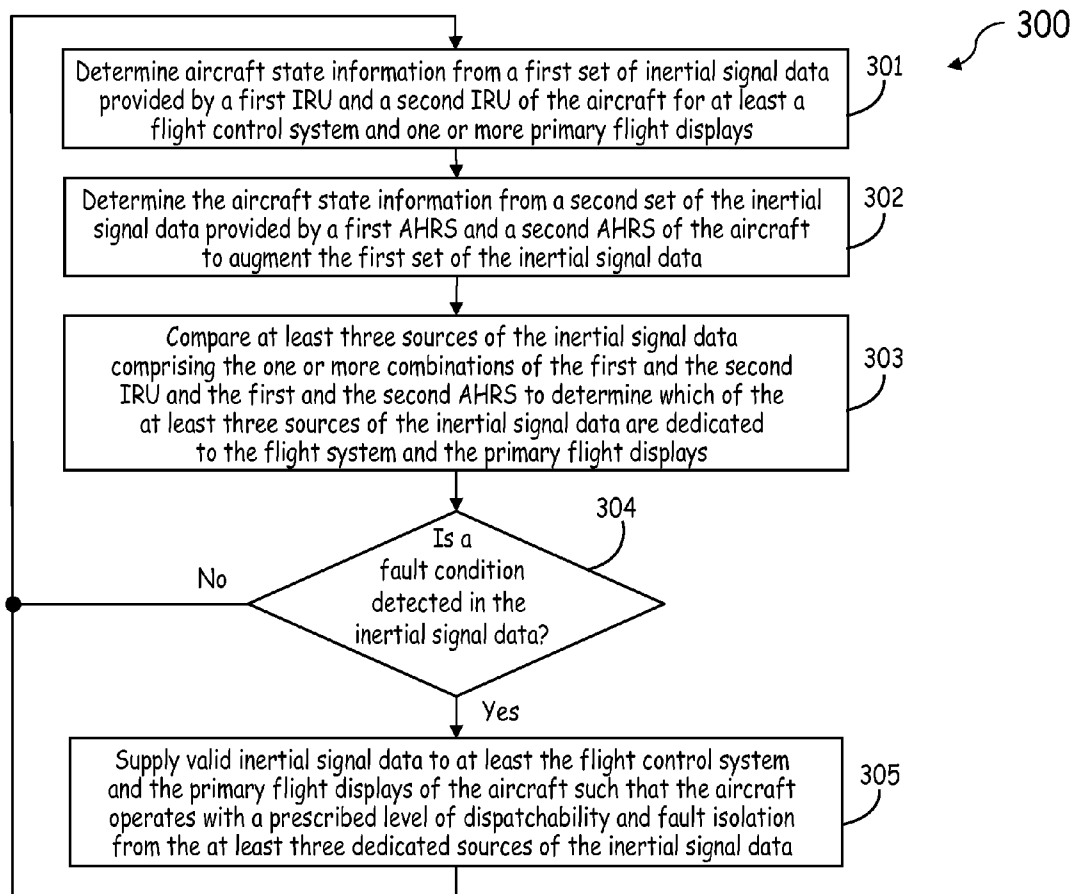 300
Determine aircraft state information from a first set of inertial signal data
provided by a first IRU and a second IRU of the aircraft for at least a
flight control system and one or more primary flight displays
301
Determine the aircraft state information from a second set of the inertial
signal data provided by a first AHRS and a second AHRS of the aircraft
to augment the first set of the inertial signal data
302
Compare at least three sources of the inertial signal data
comprising the one or more combinations of the first and the second
IRU and the first and the second AHRS to determine which of the
at least three sources of the inertial signal data are dedicated
to the flight system and the primary flight displays
303
304
Is a
fault condition
detected in the
inertial signal data?
No
Yes
Supply valid inertial signal data to at least the flight control system
and the primary flight displays of the aircraft such that the aircraft
operates with a prescribed level of dispatchability and fault isolation
from the at least three dedicated sources of the inertial signal data
305